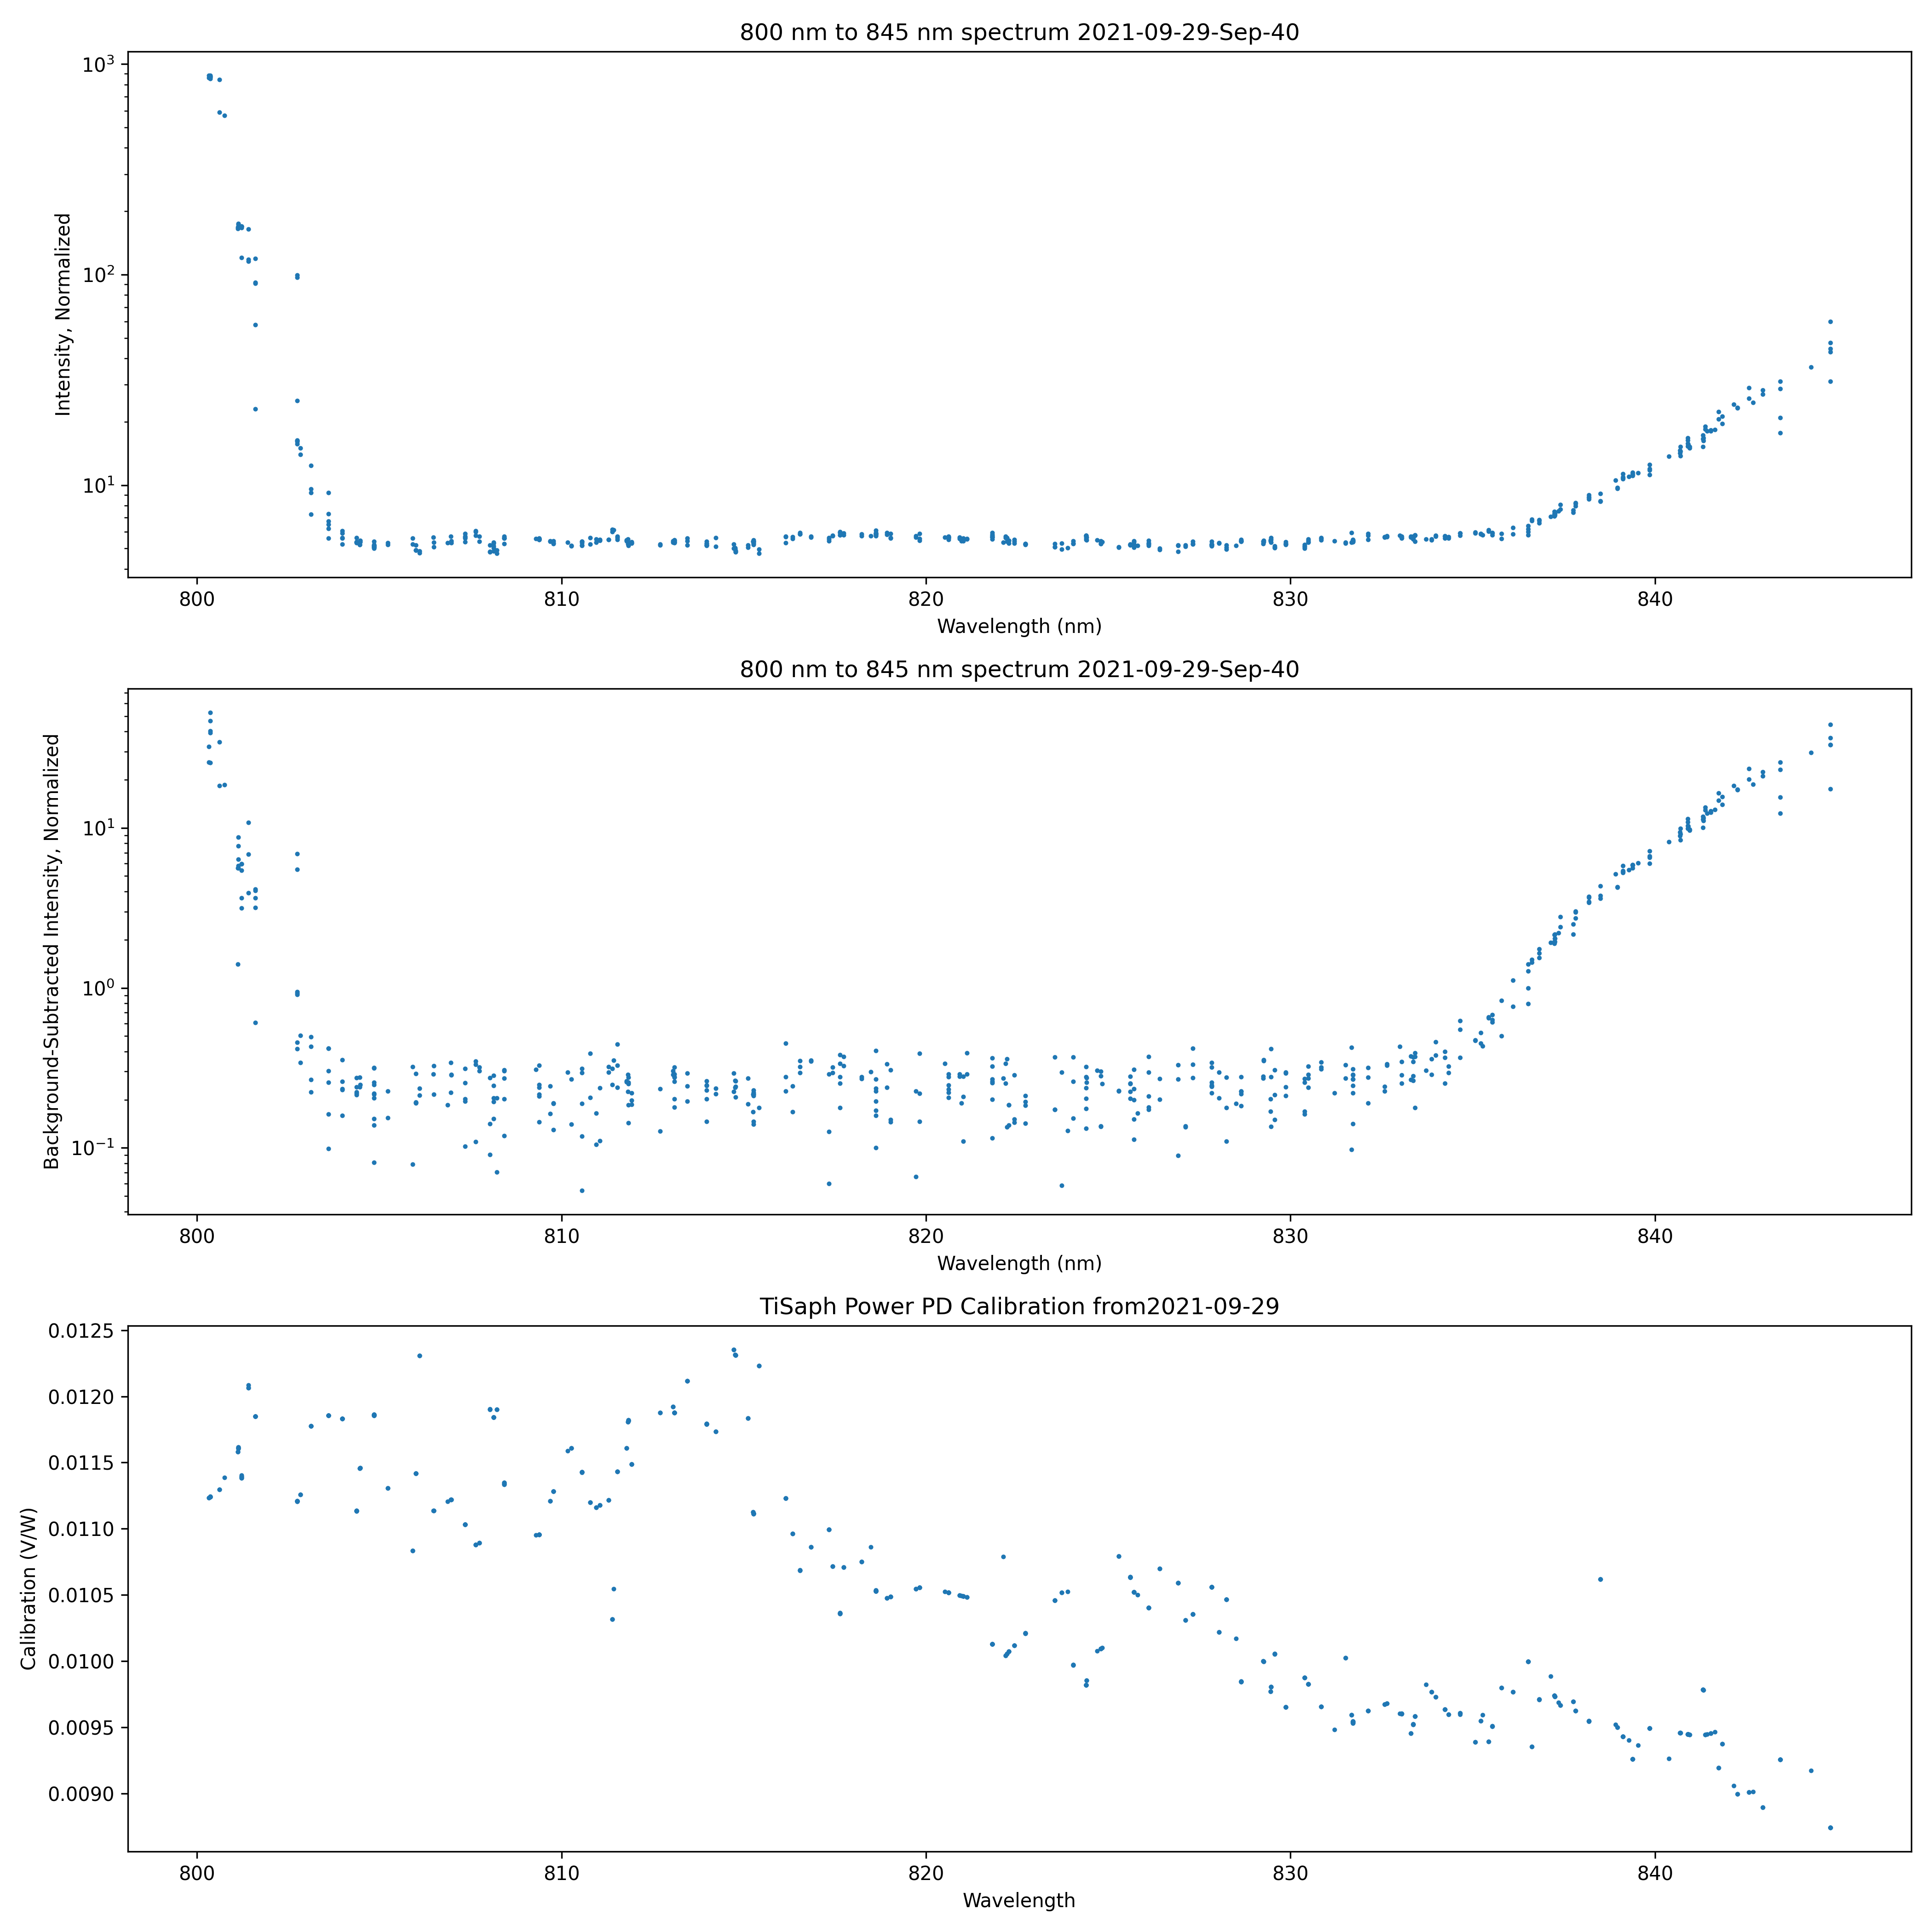 800 nm to 845 nm spectrum 2021-09-29-Sep-40
Intensity, Normalized
10³
10²
10¹
800 810 820 830 840
Wavelength (nm)
800 nm to 845 nm spectrum 2021-09-29-Sep-40
Background-Subtracted Intensity, Normalized
10¹
10⁰
10⁻¹
800 810 820 830 840
Wavelength (nm)
TiSaph Power PD Calibration from2021-09-29
Calibration (V/W)
0.0125
0.0120
0.0115
0.0110
0.0105
0.0100
0.0095
0.0090
800 810 820 830 840
Wavelength